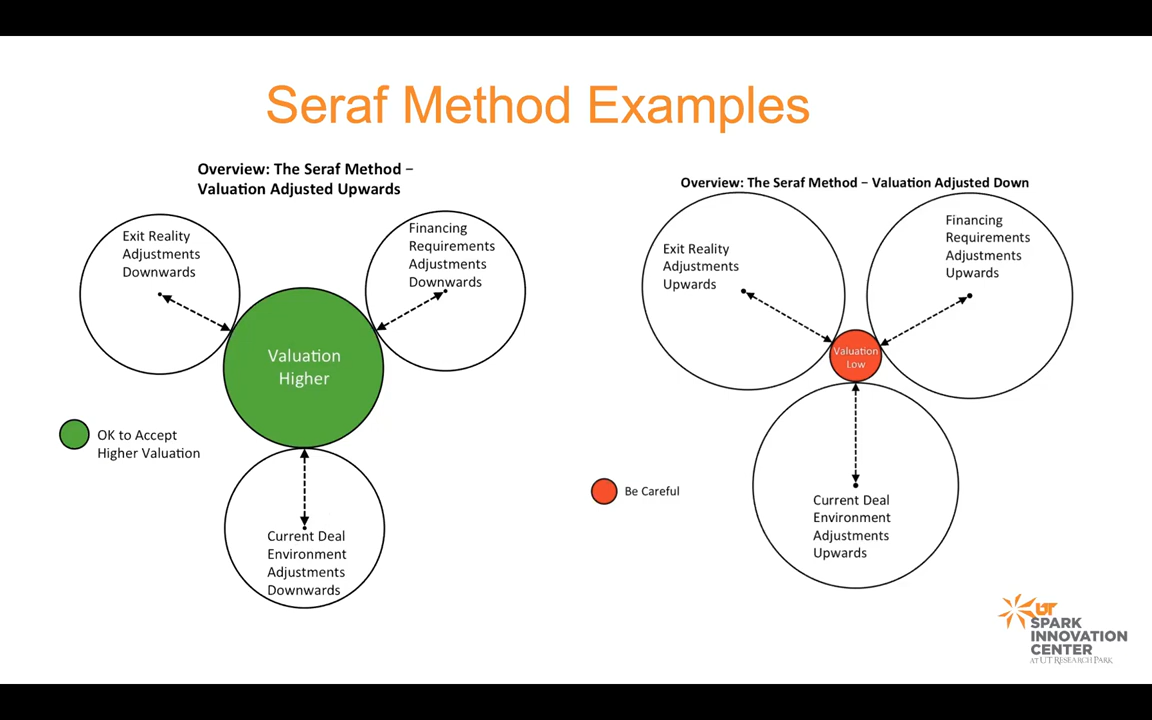 Seraf Method Examples
Overview: The Seraf Method –
Valuation Adjusted Upwards
Exit Reality
Adjustments
Downwards
Financing
Requirements
Adjustments
Downwards
Valuation
Higher
OK to Accept
Higher Valuation
Current Deal
Environment
Adjustments
Downwards
Overview: The Seraf Method – Valuation Adjusted Down
Exit Reality
Adjustments
Upwards
Financing
Requirements
Adjustments
Upwards
Valuation
Low
Be Careful
Current Deal
Environment
Adjustments
Upwards
UT
SPARK
INNOVATION
CENTER
AT UT RESEARCH PARK